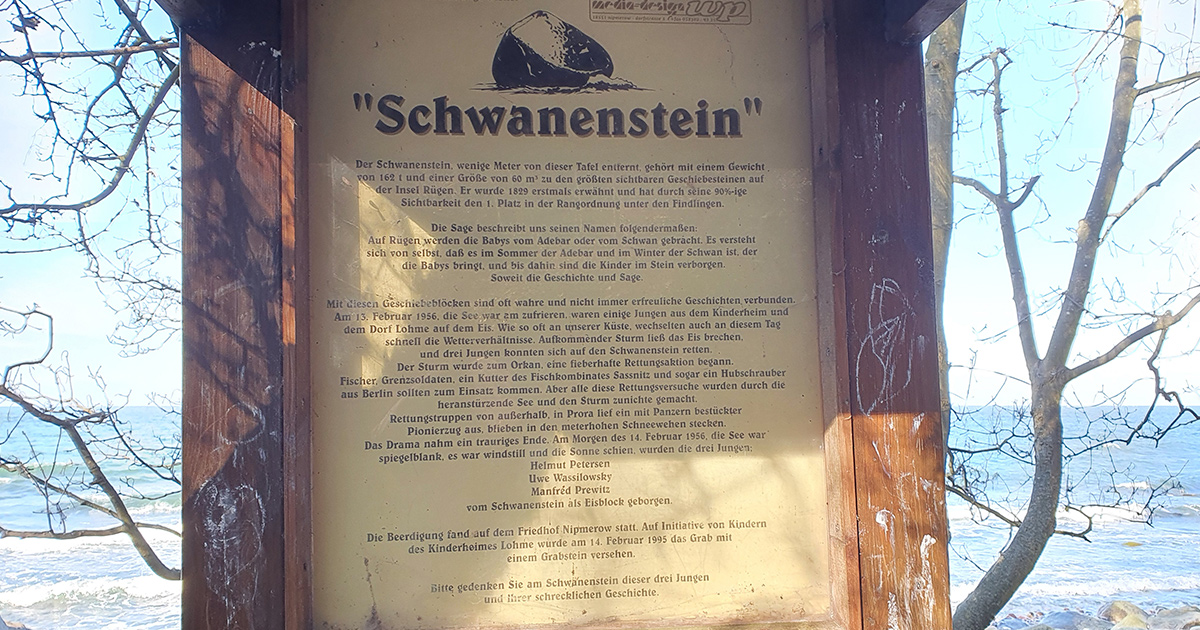 media-design wp
"Schwanenstein"
Der Schwanenstein, wenige Meter von dieser Tafel entfernt, gehört mit einem Gewicht
von 162 t und einer Größe von 60 m³ zu den größten sichtbaren Geschiebesteinen auf
der Insel Rügen. Er wurde 1829 erstmals erwähnt und hat durch seine 90%-ige
Sichtbarkeit den 1. Platz in der Rangordnung unter den Findlingen.
Die Sage beschreibt uns seinen Namen folgendermaßen:
Auf Rügen werden die Babys vom Adebar oder vom Schwan gebracht. Es versteht
sich von selbst, daß es im Sommer der Adebar und im Winter der Schwan ist, der
die Babys bringt, und bis dahin sind die Kinder im Stein verborgen.
Soweit die Geschichte und Sage.
Mit diesen Geschiebeblöcken sind oft wahre und nicht immer erfreuliche Geschichten verbunden.
Am 13. Februar 1956, die See war am zufrieren, waren einige Jungen aus dem Kinderheim und
dem Dorf Lohme auf dem Eis. Wie so oft an unserer Küste, wechselten auch an diesem Tag
schnell die Wetterverhältnisse. Aufkommender Sturm ließ das Eis brechen,
und drei Jungen konnten sich auf den Schwanenstein retten.
Der Sturm wurde zum Orkan, eine fieberhafte Rettungsaktion begann.
Fischer, Grenzsoldaten, ein Kutter des Fischkombinates Sassnitz und sogar ein Hubschrauber
aus Berlin sollten zum Einsatz kommen. Aber alle diese Rettungsversuche wurden durch die
heranstürzende See und den Sturm zunichte gemacht.
Rettungstruppen von außerhalb, in Prora lief ein mit Panzern bestückter
Pionierzug aus, blieben in den meterhohen Schneewehen stecken.
Das Drama nahm ein trauriges Ende. Am Morgen des 14. Februar 1956, die See war
spiegelblank, es war windstill und die Sonne schien, wurden die drei Jungen:
Helmut Petersen
Uwe Wassilowsky
Manfred Prewitz
vom Schwanenstein als Eisblock geborgen.
Die Beerdigung fand auf dem Friedhof Nipmerow statt. Auf Initiative von Kindern
des Kinderheimes Lohme wurde am 14. Februar 1995 das Grab mit
einem Grabstein versehen.
Bitte gedenken Sie am Schwanenstein dieser drei Jungen
und ihrer schrecklichen Geschichte.